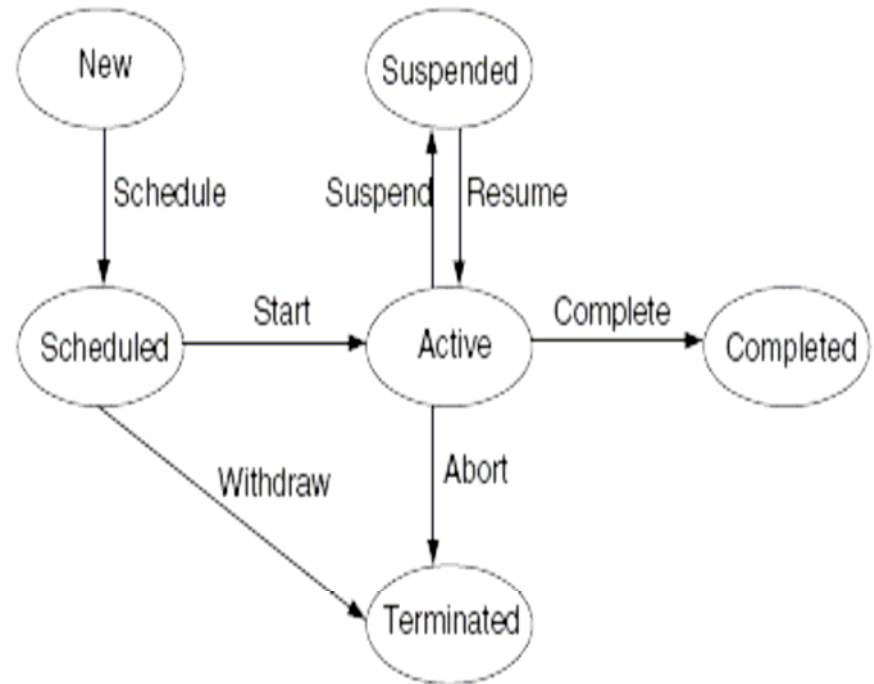 New
Suspended
Schedule
Suspend
Resume
Scheduled
Start
Active
Complete
Completed
Withdraw
Abort
Terminated